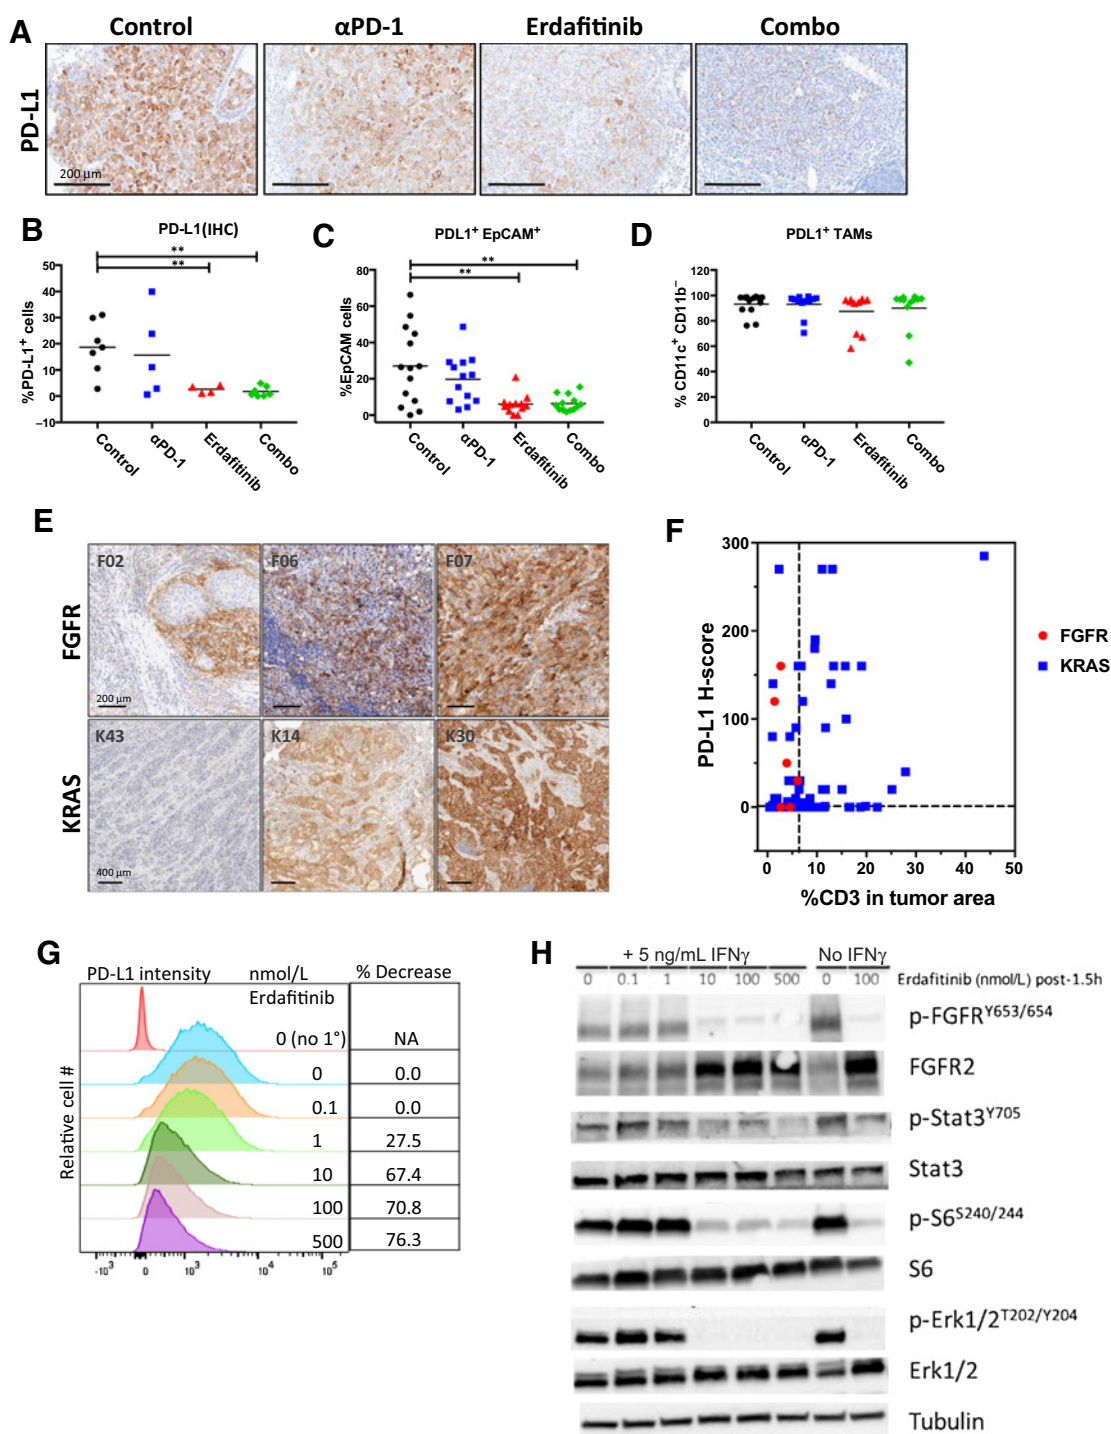 A
Control
αPD-1
Erdafitinib
Combo
PD-L1
200 µm
B
PD-L1(IHC)
**
**
%PD-L1⁺ cells
50
40
30
20
10
0
−10
Control
αPD-1
Erdafitinib
Combo
C
PDL1⁺ EpCAM⁺
**
**
%EpCAM cells
80
60
40
20
0
Control
αPD-1
Erdafitinib
Combo
D
PDL1⁺ TAMs
% CD11c⁺ CD11b⁻
120
100
80
60
40
20
0
Control
αPD-1
Erdafitinib
Combo
E
FGFR
F02
F06
F07
200 µm
KRAS
K43
K14
K30
400 µm
F
PD-L1 H-score
300
200
100
0
0 10 20 30 40 50
%CD3 in tumor area
FGFR
KRAS
G
PD-L1 intensity
nmol/L
Erdafitinib
% Decrease
Relative cell #
0 (no 1°) NA
0 0.0
0.1 0.0
1 27.5
10 67.4
100 70.8
500 76.3
-10³ 0 10³ 10⁴ 10⁵
H
+ 5 ng/mL IFNγ
No IFNγ
0 0.1 1 10 100 500 0 100
Erdafitinib (nmol/L) post-1.5h
p-FGFR^Y653/654
FGFR2
p-Stat3^Y705
Stat3
p-S6^S240/244
S6
p-Erk1/2^T202/Y204
Erk1/2
Tubulin